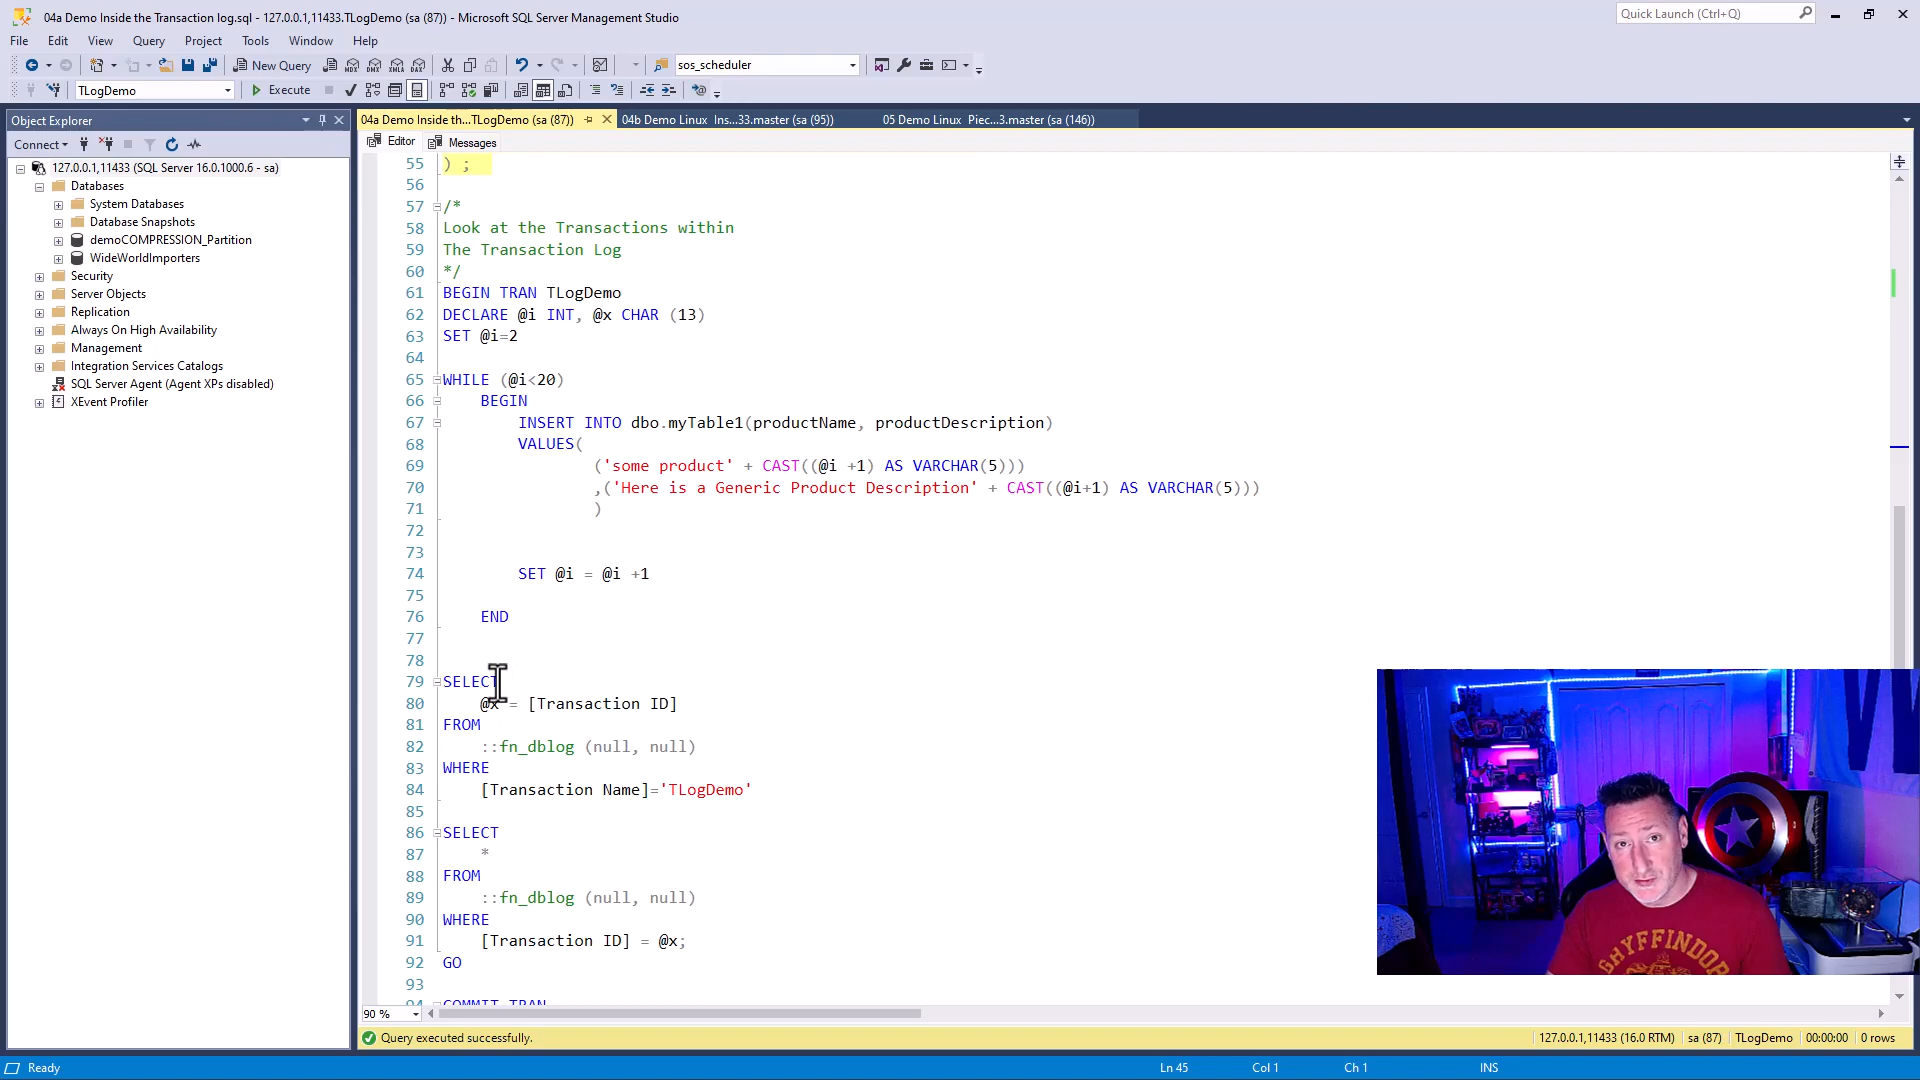 04a Demo Inside the Transaction log.sql - 127.0.0.1,11433.TLogDemo (sa (87)) - Microsoft SQL Server Management Studio
Quick Launch (Ctrl+Q)
File Edit View Query Project Tools Window Help
New Query
MDX DMX XMLA DAX
sos_scheduler
TLogDemo
Execute
Object Explorer
04a Demo Inside th...TLogDemo (sa (87))
04b Demo Linux Ins...33.master (sa (95))
05 Demo Linux Piec...3.master (sa (146))
Connect
Editor
Messages
127.0.0.1,11433 (SQL Server 16.0.1000.6 - sa)
Databases
System Databases
Database Snapshots
demoCOMPRESSION_Partition
WideWorldImporters
Security
Server Objects
Replication
Always On High Availability
Management
Integration Services Catalogs
SQL Server Agent (Agent XPs disabled)
XEvent Profiler
55 ) ;
56
57 /*
58 Look at the Transactions within
59 The Transaction Log
60 */
61 BEGIN TRAN TLogDemo
62 DECLARE @i INT, @x CHAR (13)
63 SET @i=2
64
65 WHILE (@i<20)
66 BEGIN
67 INSERT INTO dbo.myTable1(productName, productDescription)
68 VALUES(
69 ('some product' + CAST((@i +1) AS VARCHAR(5)))
70 ,('Here is a Generic Product Description' + CAST((@i+1) AS VARCHAR(5)))
71 )
72
73
74 SET @i = @i +1
75
76 END
77
78
79 SELECT
80 @x = [Transaction ID]
81 FROM
82 ::fn_dblog (null, null)
83 WHERE
84 [Transaction Name]='TLogDemo'
85
86 SELECT
87 *
88 FROM
89 ::fn_dblog (null, null)
90 WHERE
91 [Transaction ID] = @x;
92 GO
93
94 COMMIT TRAN
90 %
GRYFFINDOR
Query executed successfully.
127.0.0.1,11433 (16.0 RTM) sa (87) TLogDemo 00:00:00 0 rows
Ready
Ln 45 Col 1 Ch 1 INS